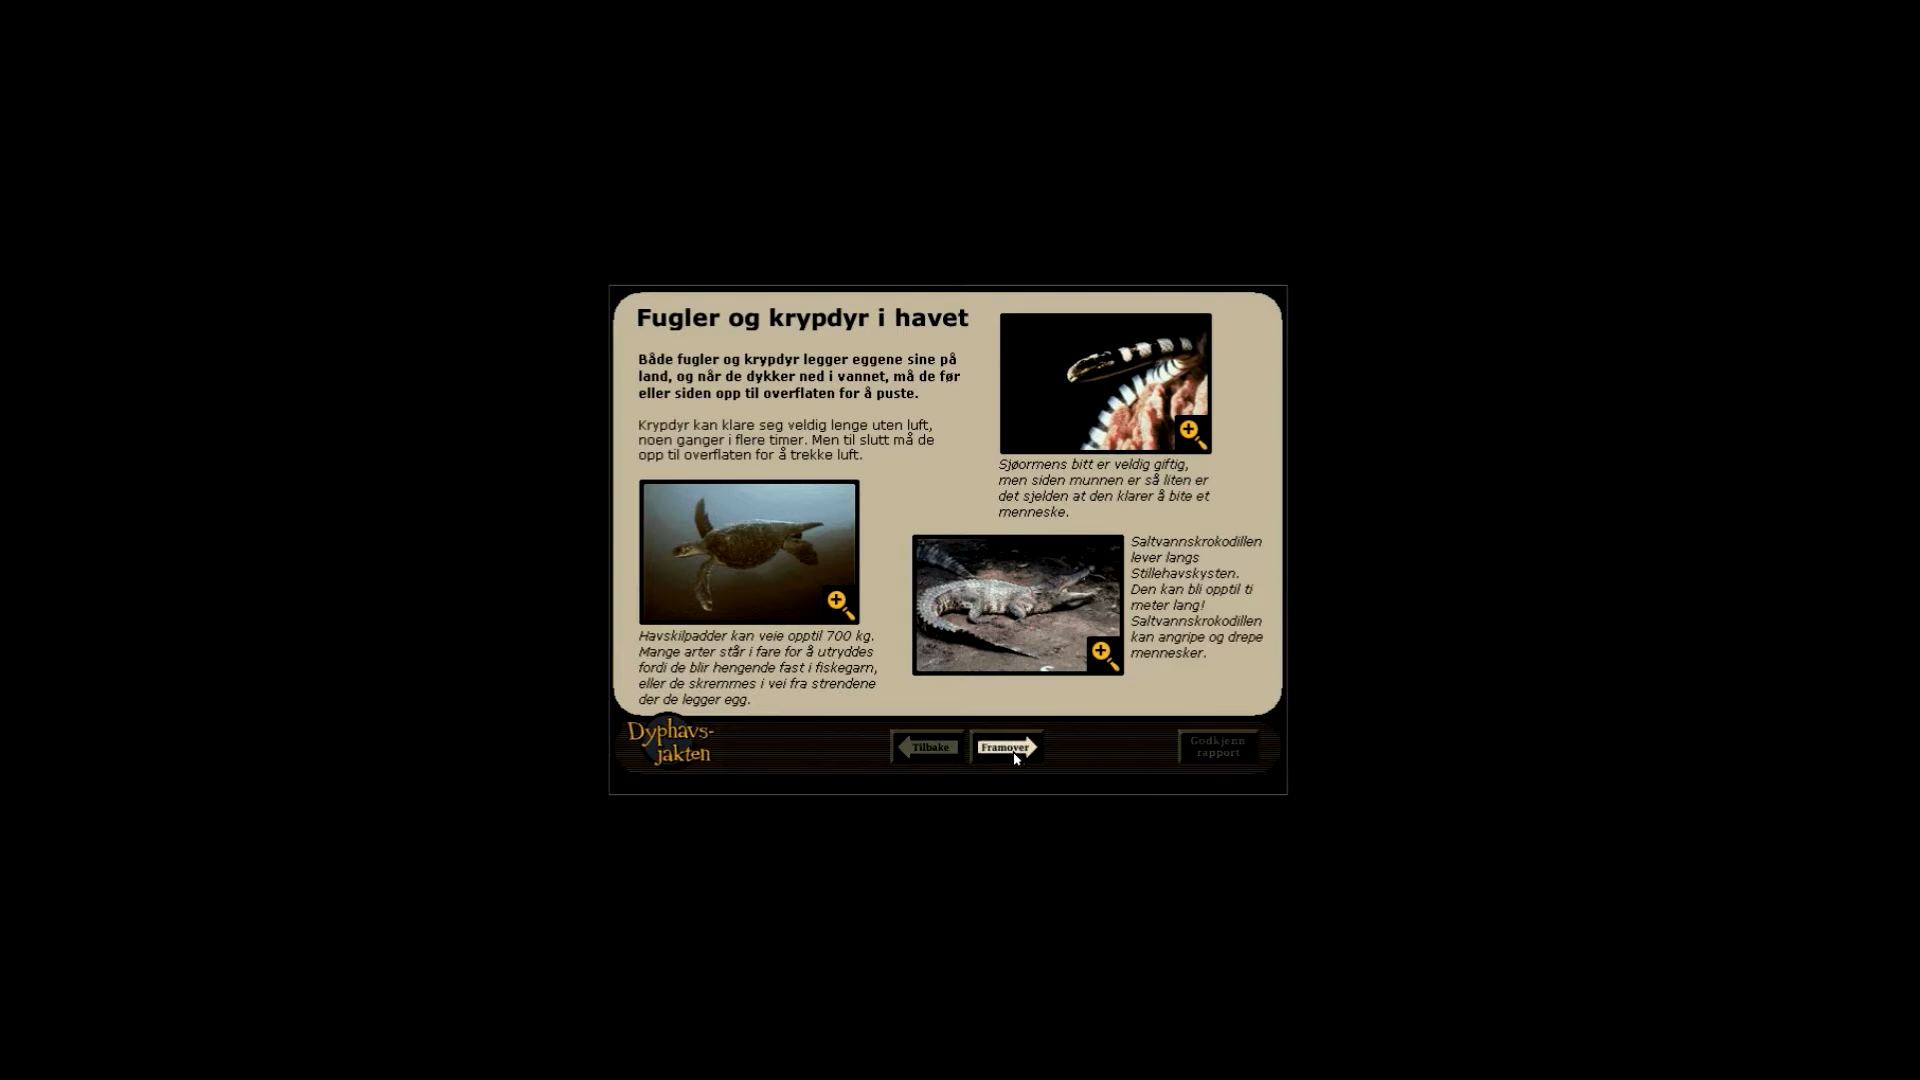 Fugler og krypdyr i havet
Både fugler og krypdyr legger eggene sine på
land, og når de dykker ned i vannet, må de før
eller siden opp til overflaten for å puste.
Krypdyr kan klare seg veldig lenge uten luft,
noen ganger i flere timer. Men til slutt må de
opp til overflaten for å trekke luft.
Sjøormens bitt er veldig giftig,
men siden munnen er så liten er
det sjelden at den klarer å bite et
menneske.
Saltvannskrokodillen
lever langs
Stillehavskysten.
Den kan bli opptil ti
meter lang!
Saltvannskrokodillen
kan angripe og drepe
mennesker.
Havskilpadder kan veie opptil 700 kg.
Mange arter står i fare for å utryddes
fordi de blir hengende fast i fiskegarn,
eller de skremmes i vei fra strendene
der de legger egg.
Dyphavs-
jakten
Tilbake
Framover
Godkjenn
rapport